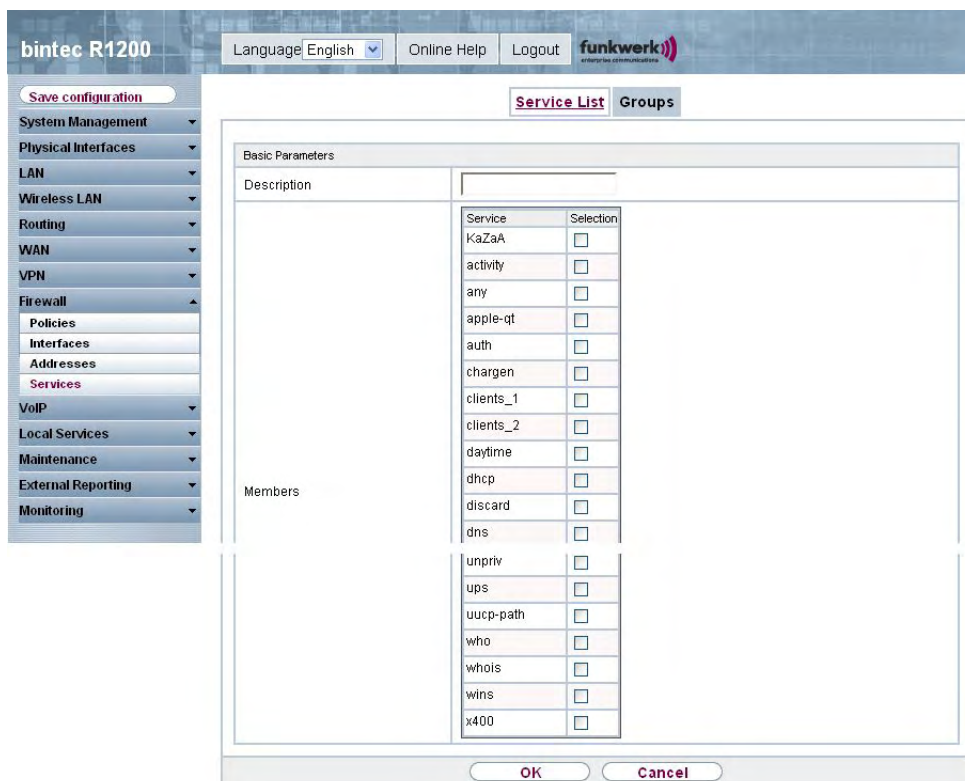 bintec R1200
Language English
Online Help
Logout
funkwerk
enterprise communications
Save configuration
System Management
Physical Interfaces
LAN
Wireless LAN
Routing
WAN
VPN
Firewall
Policies
Interfaces
Addresses
Services
VoIP
Local Services
Maintenance
External Reporting
Monitoring
Service List Groups
Basic Parameters
Description
Members
Service Selection
KaZaA
activity
any
apple-qt
auth
chargen
clients_1
clients_2
daytime
dhcp
discard
dns
unpriv
ups
uucp-path
who
whois
wins
x400
OK
Cancel